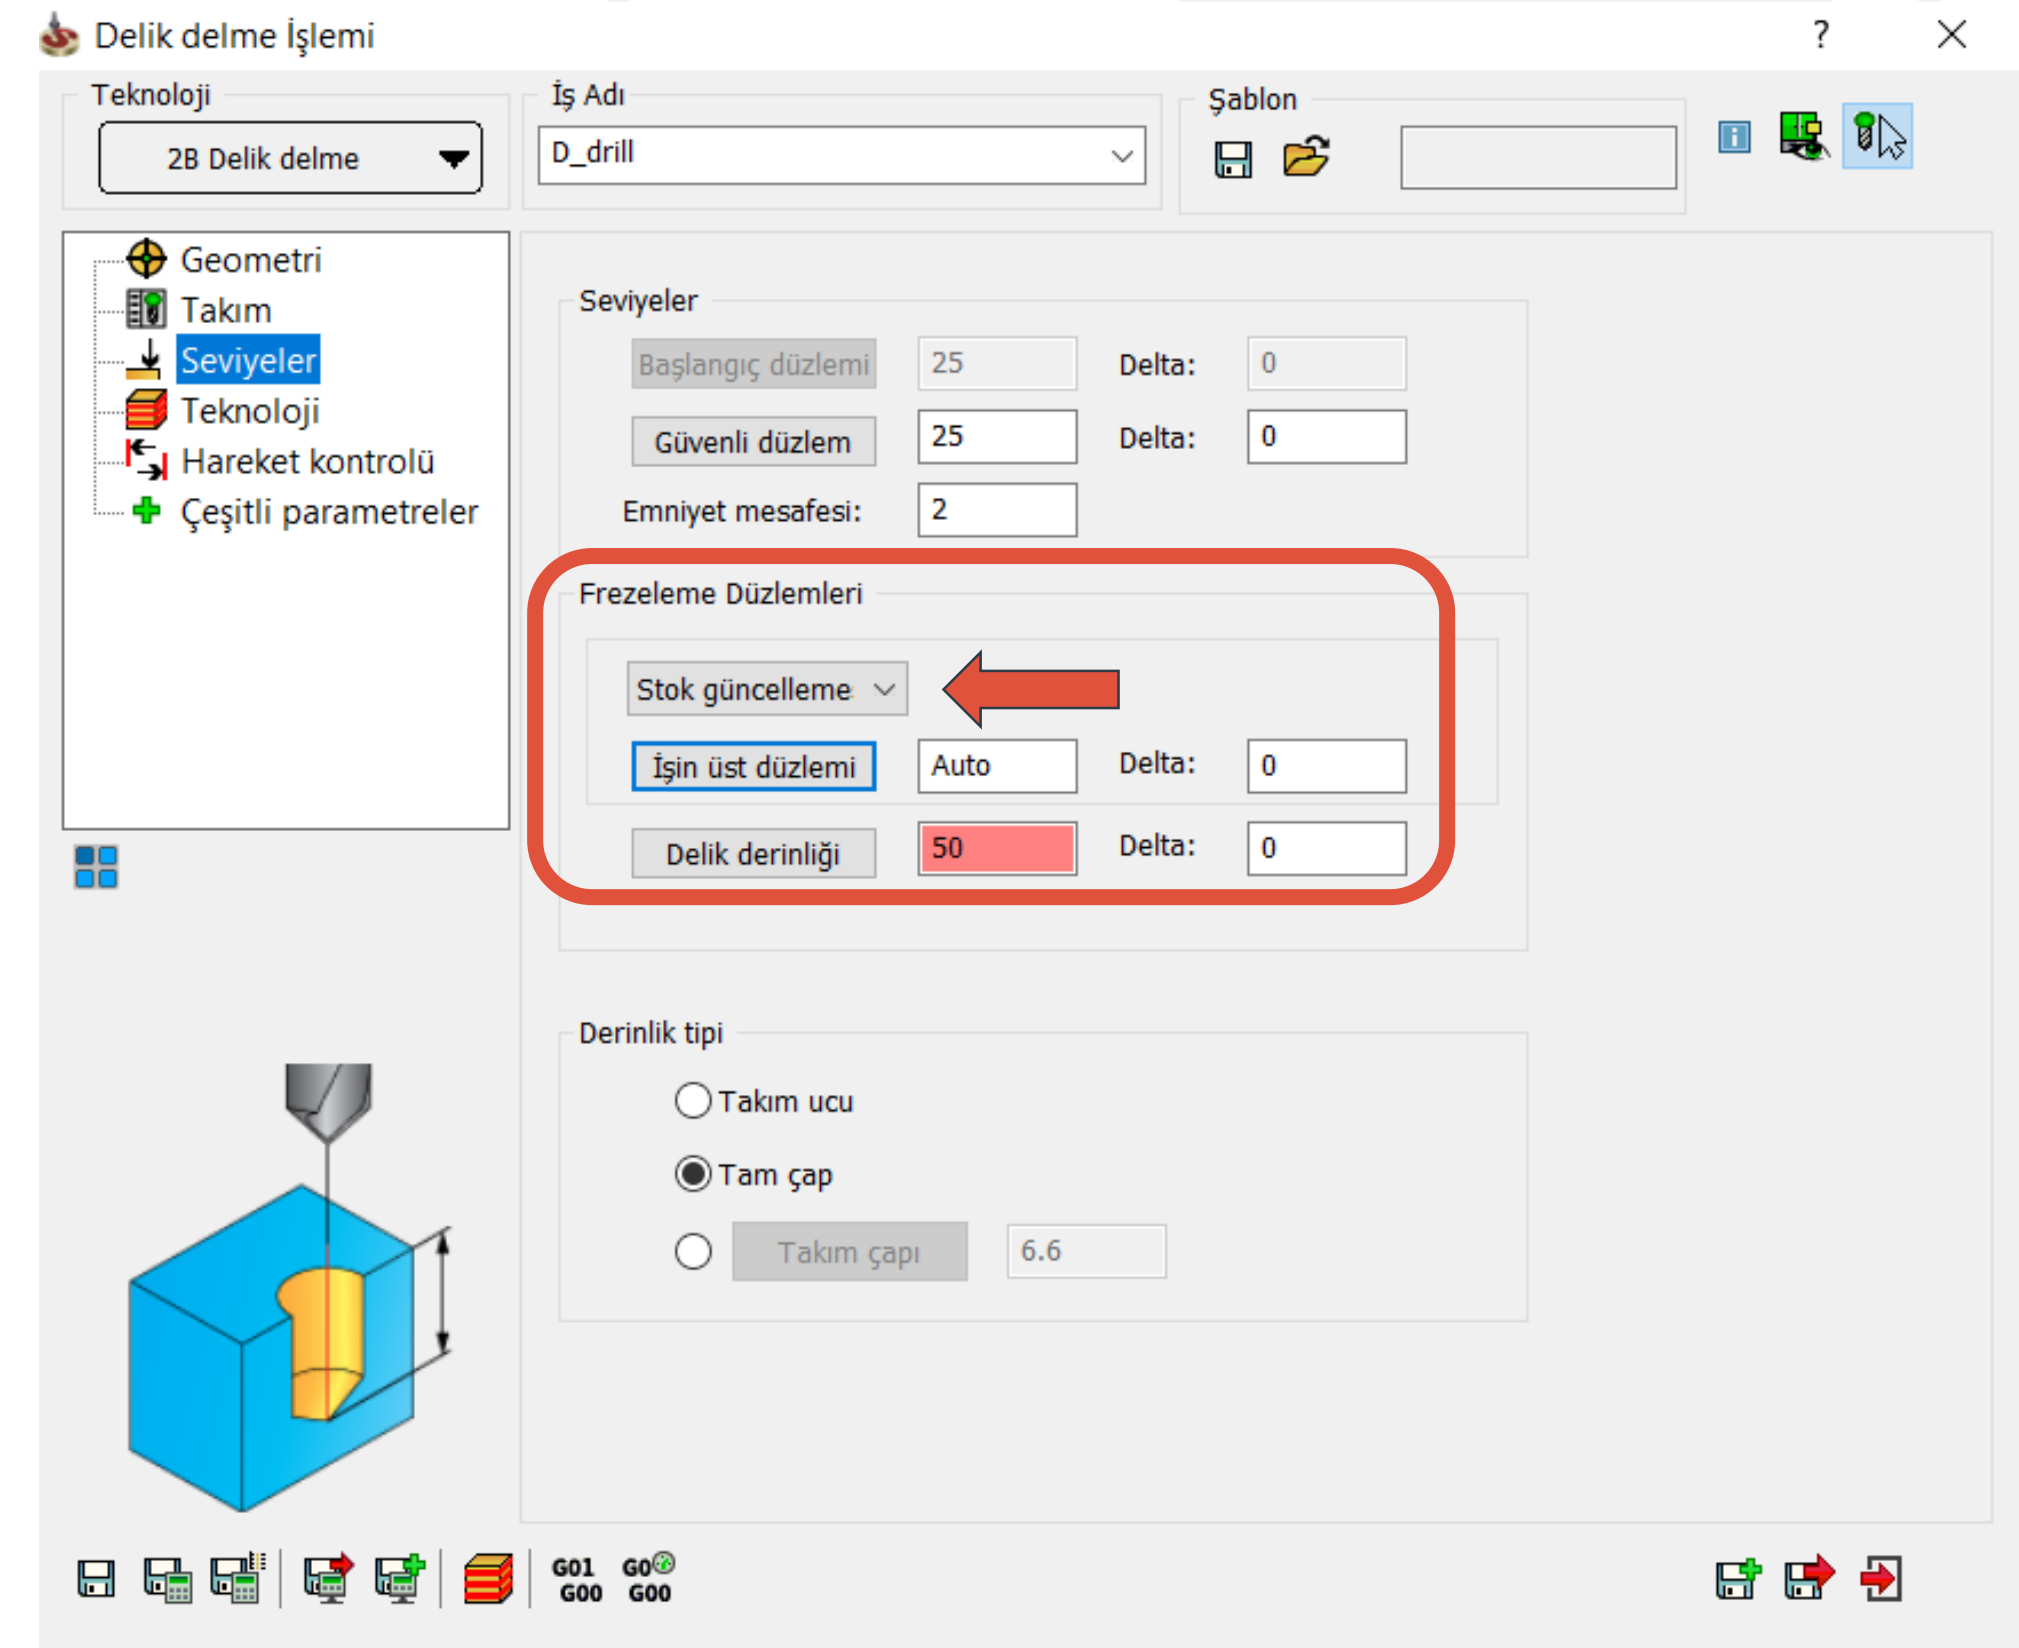 Delik delme İşlemi
?
Teknoloji
2B Delik delme
İş Adı
D_drill
Şablon
Geometri
Takım
Seviyeler
Teknoloji
Hareket kontrolü
Çeşitli parametreler
Seviyeler
Başlangıç düzlemi 25 Delta: 0
Güvenli düzlem 25 Delta: 0
Emniyet mesafesi: 2
Frezeleme Düzlemleri
Stok güncelleme
İşin üst düzlemi Auto Delta: 0
Delik derinliği 50 Delta: 0
Derinlik tipi
Takım ucu
Tam çap
Takım çapı 6.6
G01 G0
G00 G00